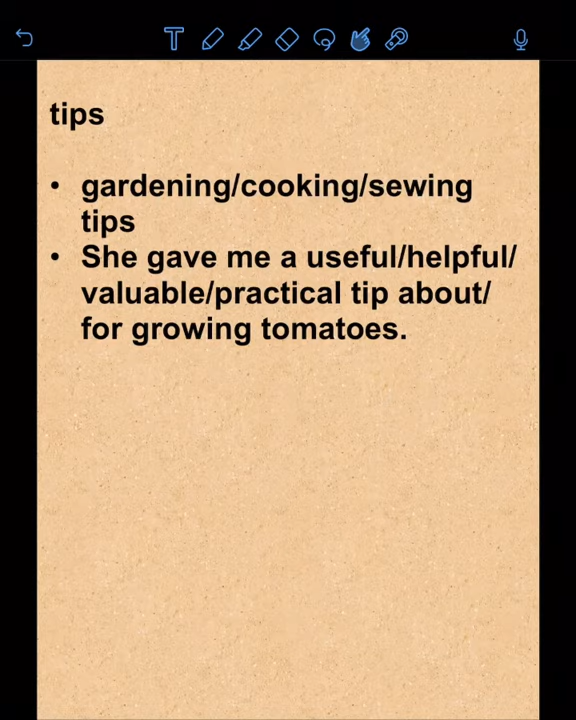 tips
• gardening/cooking/sewing
tips
• She gave me a useful/helpful/
valuable/practical tip about/
for growing tomatoes.